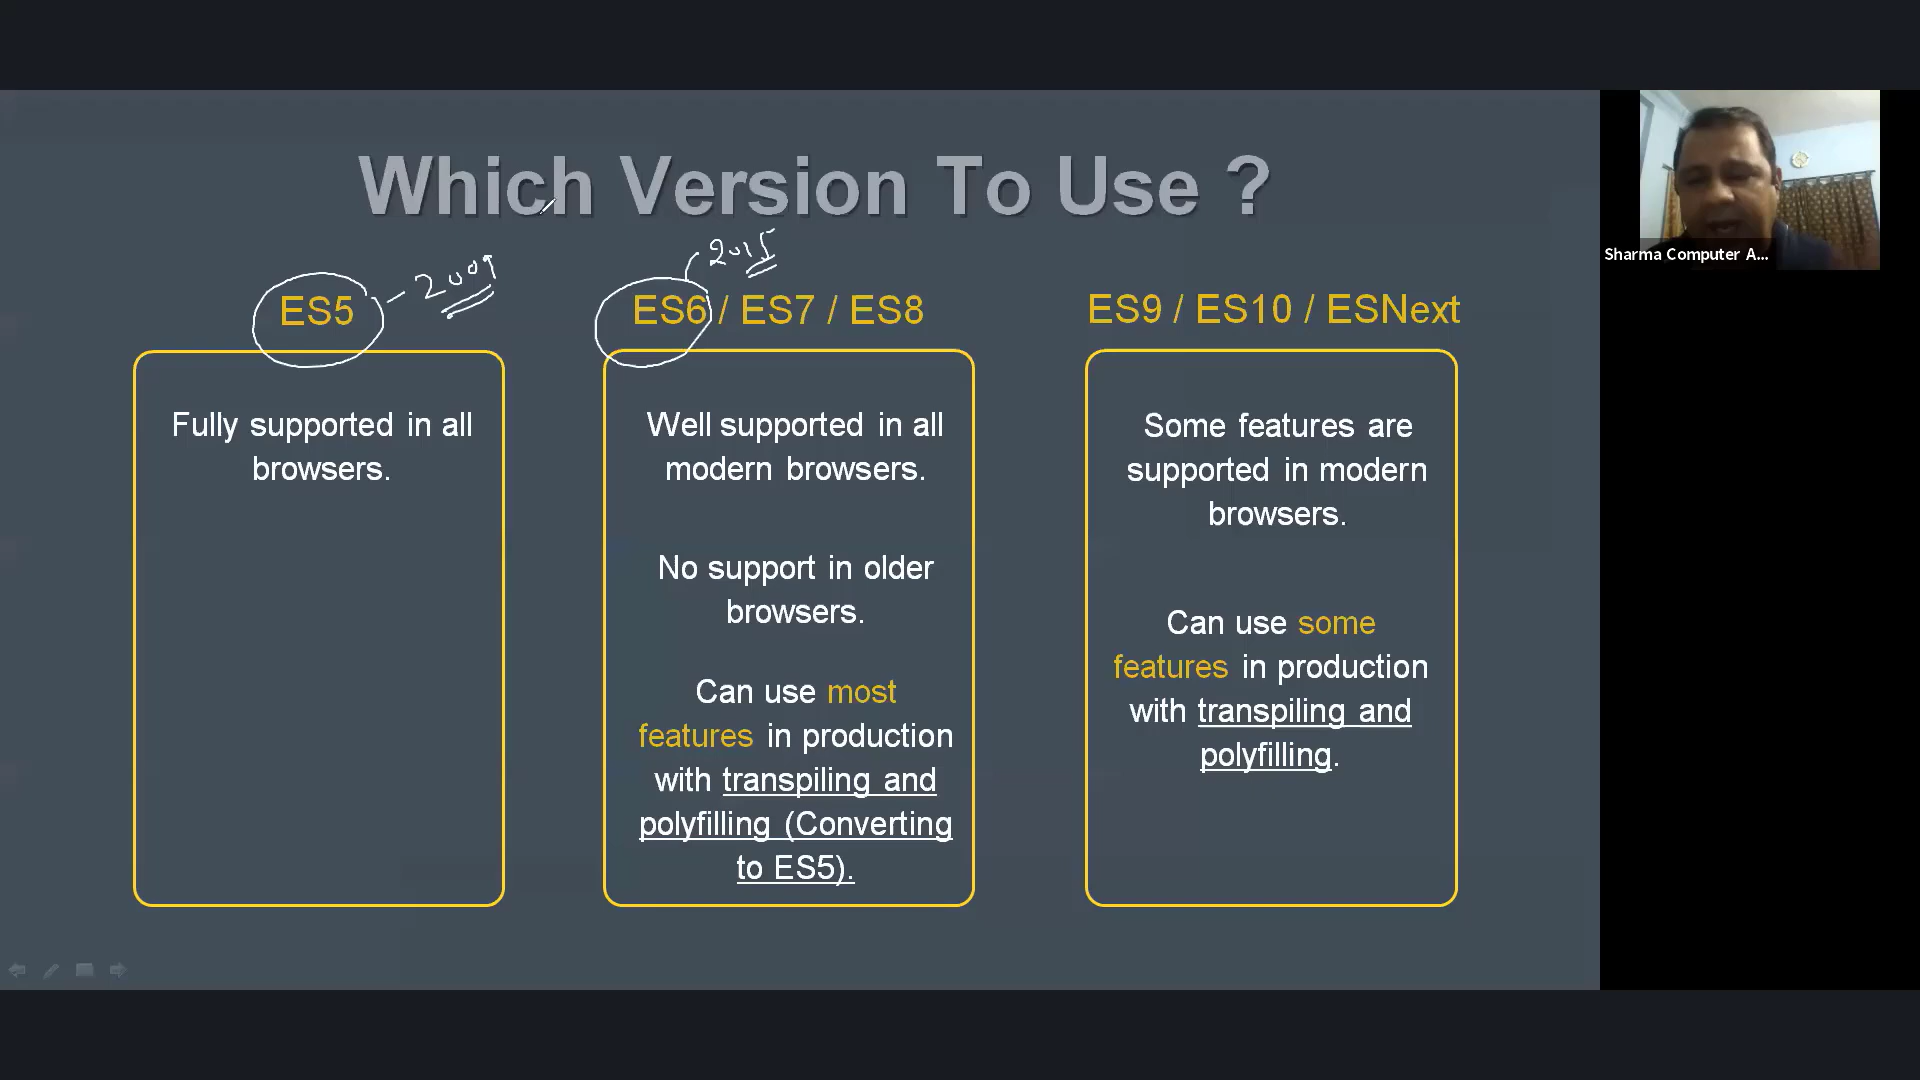 Which Version To Use ?
2009
2015
ES5
ES6 / ES7 / ES8
ES9 / ES10 / ESNext
Fully supported in all
browsers.
Well supported in all
modern browsers.
No support in older
browsers.
Can use most
features in production
with transpiling and
polyfilling (Converting
to ES5).
Some features are
supported in modern
browsers.
Can use some
features in production
with transpiling and
polyfilling.
Sharma Computer A...